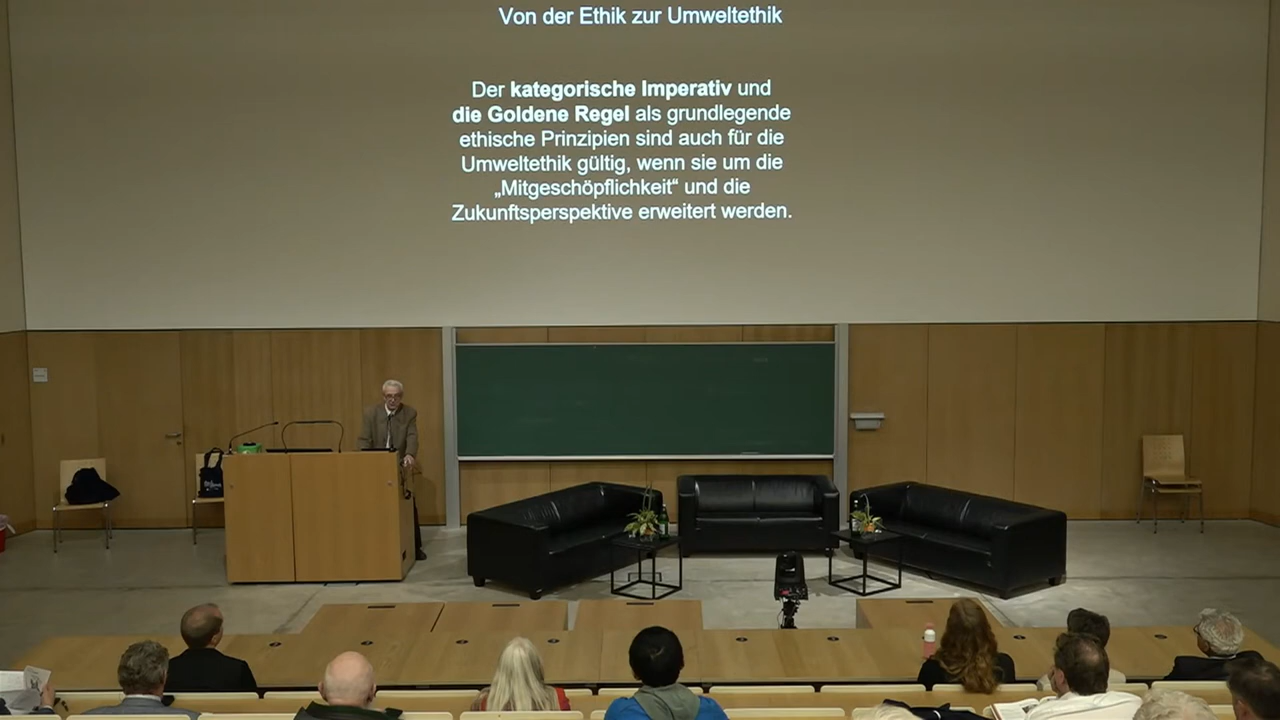 Von der Ethik zur Umweltethik
Der kategorische Imperativ und
die Goldene Regel als grundlegende
ethische Prinzipien sind auch für die
Umweltethik gültig, wenn sie um die
„Mitgeschöpflichkeit“ und die
Zukunftsperspektive erweitert werden.